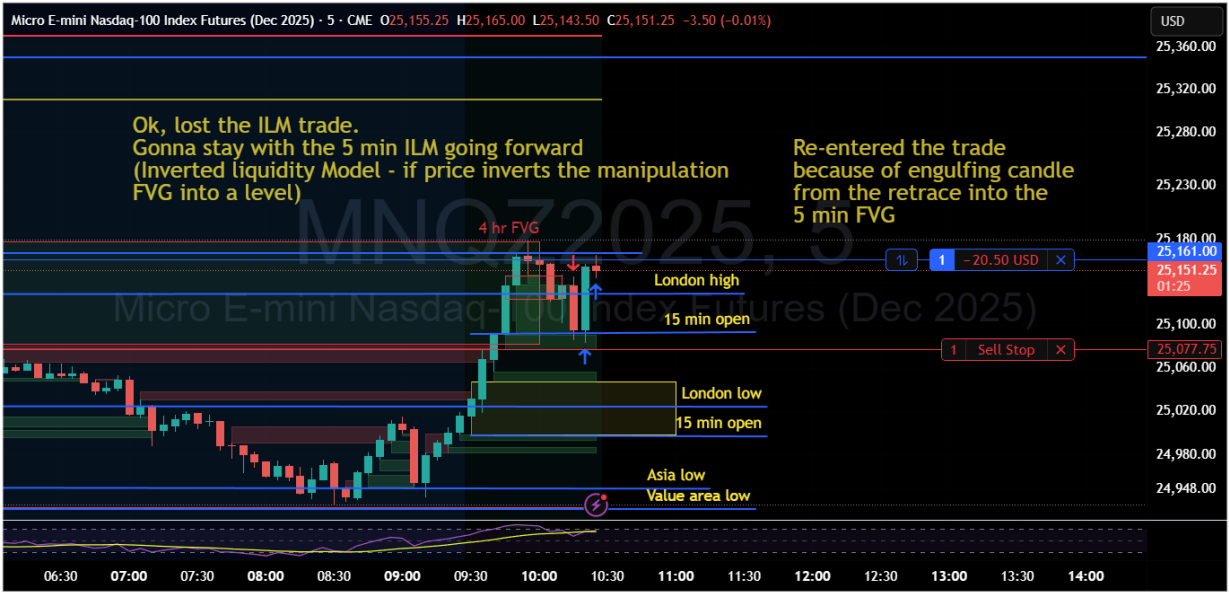 Micro E-mini Nasdaq-100 Index Futures (Dec 2025) · 5 · CME O25,155.25 H25,165.00 L25,143.50 C25,151.25 −3.50 (−0.01%)
USD
25,360.00
25,320.00
25,280.00
25,230.00
25,180.00
25,161.00
25,151.25
01:25
25,100.00
25,077.75
25,060.00
25,020.00
24,980.00
24,948.00
Ok, lost the ILM trade.
Gonna stay with the 5 min ILM going forward
(Inverted liquidity Model - if price inverts the manipulation
FVG into a level)
Re-entered the trade
because of engulfing candle
from the retrace into the
5 min FVG
MNQZ2025, 5
Micro E-mini Nasdaq-100 Index Futures (Dec 2025)
4 hr FVG
1 −20.50 USD
London high
15 min open
1 Sell Stop
London low
15 min open
Asia low
Value area low
06:30 07:00 07:30 08:00 08:30 09:00 09:30 10:00 10:30 11:00 11:30 12:00 12:30 13:00 13:30 14:00